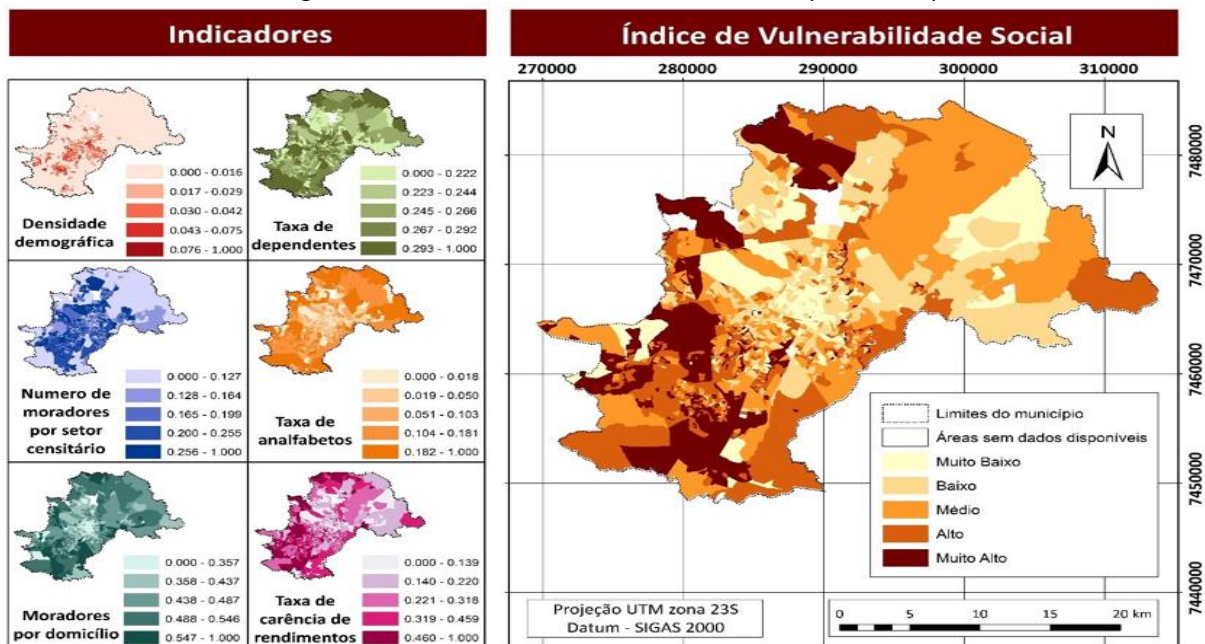 Indicadores
0.000 - 0.016
0.017 - 0.029
0.030 - 0.042
0.043 - 0.075
0.076 - 1.000
Densidade
demográfica
0.000 - 0.222
0.223 - 0.244
0.245 - 0.266
0.267 - 0.292
0.293 - 1.000
Taxa de
dependentes
0.000 - 0.127
0.128 - 0.164
0.165 - 0.199
0.200 - 0.255
0.256 - 1.000
Numero de
moradores
por setor
censitário
0.000 - 0.018
0.019 - 0.050
0.051 - 0.103
0.104 - 0.181
0.182 - 1.000
Taxa de
analfabetos
0.000 - 0.357
0.358 - 0.437
0.438 - 0.487
0.488 - 0.546
0.547 - 1.000
Moradores
por domicílio
0.000 - 0.139
0.140 - 0.220
0.221 - 0.318
0.319 - 0.459
0.460 - 1.000
Taxa de
carência de
rendimentos
Índice de Vulnerabilidade Social
270000 280000 290000 300000 310000
N
7480000
7470000
7460000
7450000
7440000
Limites do município
Áreas sem dados disponíveis
Muito Baixo
Baixo
Médio
Alto
Muito Alto
Projeção UTM zona 23S
Datum - SIGAS 2000
0 5 10 15 20 km